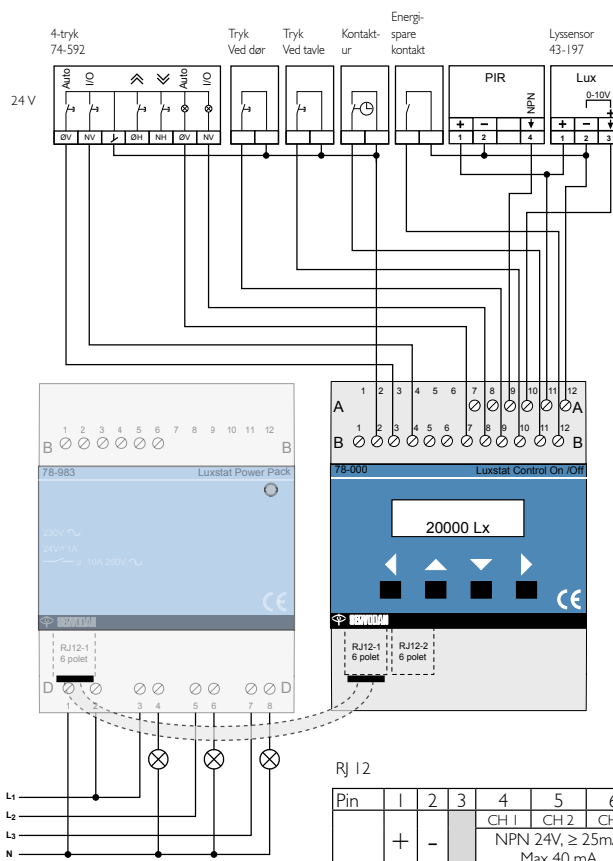 4-tryk
74-592
Tryk
Ved dør
Tryk
Ved tavle
Kontakt-
ur
Energi-
spare
kontakt
Lyssensor
43-197
24 V
Auto I/O Auto I/O
ØV NV ØH NH ØV NV
PIR
NPN
+ −
1 2 4
Lux
0-10V
+
+ −
1 2 3
1 2 3 4 5 6 7 8 9 10 11 12
B B
78-983 Luxstat Power Pack
230V
24V= 1A
10A 250V
CE
SERVODAN
RJ12-1
6 polet
D D
1 2 3 4 5 6 7 8
1 2 3 4 5 6 7 8 9 10 11 12
A A
1 2 3 4 5 6 7 8 9 10 11 12
B B
78-000 Luxstat Control On /Off
20000 Lx
CE
SERVODAN
RJ12-1
6 polet
RJ12-2
6 polet
L1
L2
L3
N
RJ 12
Pin 1 2 3 4 5 6
CH 1 CH 2 CH
+ - NPN 24V, ≥ 25m
Max 40 mA